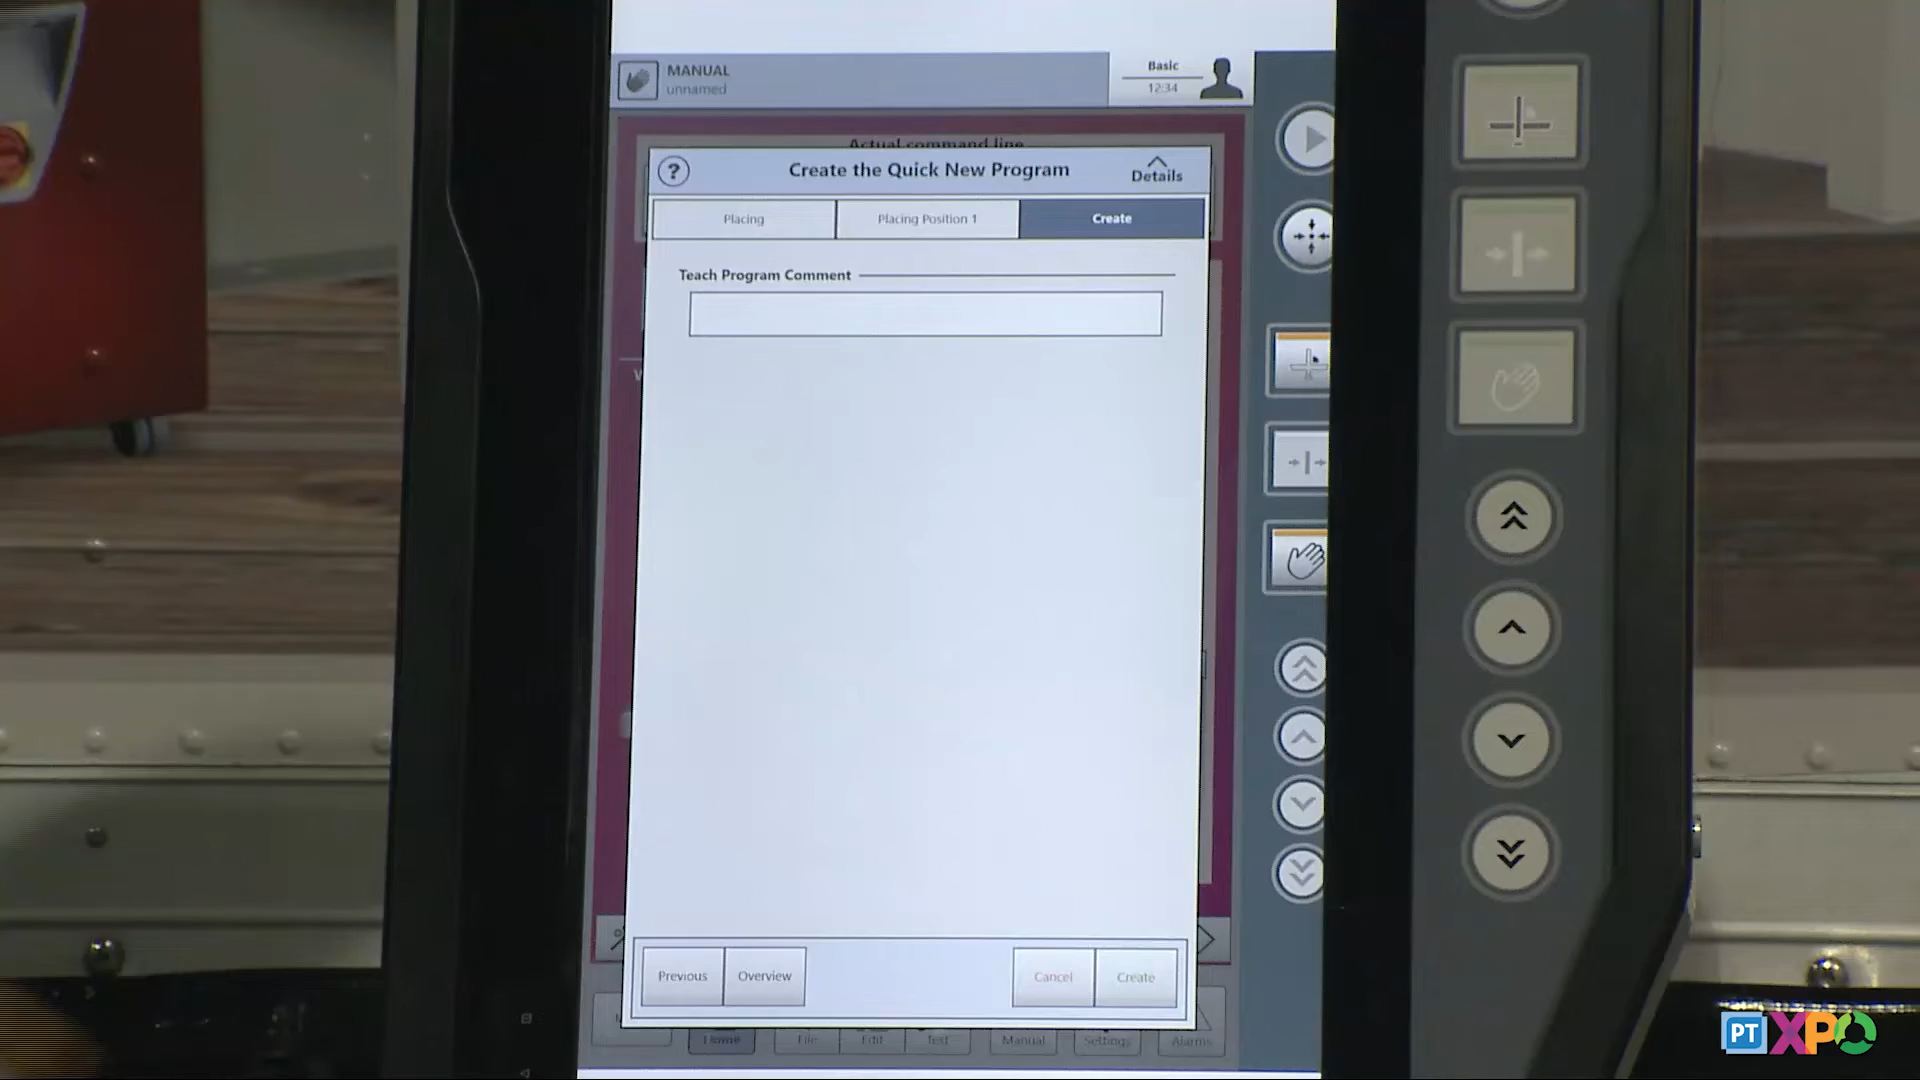 MANUAL
unnamed
Basic
12:34
Actual command line
?
Create the Quick New Program
Details
Placing
Placing Position 1
Create
Teach Program Comment
Previous
Overview
Cancel
Create
Home
File
Edit
Test
Manual
Settings
Alarms
PT XPO